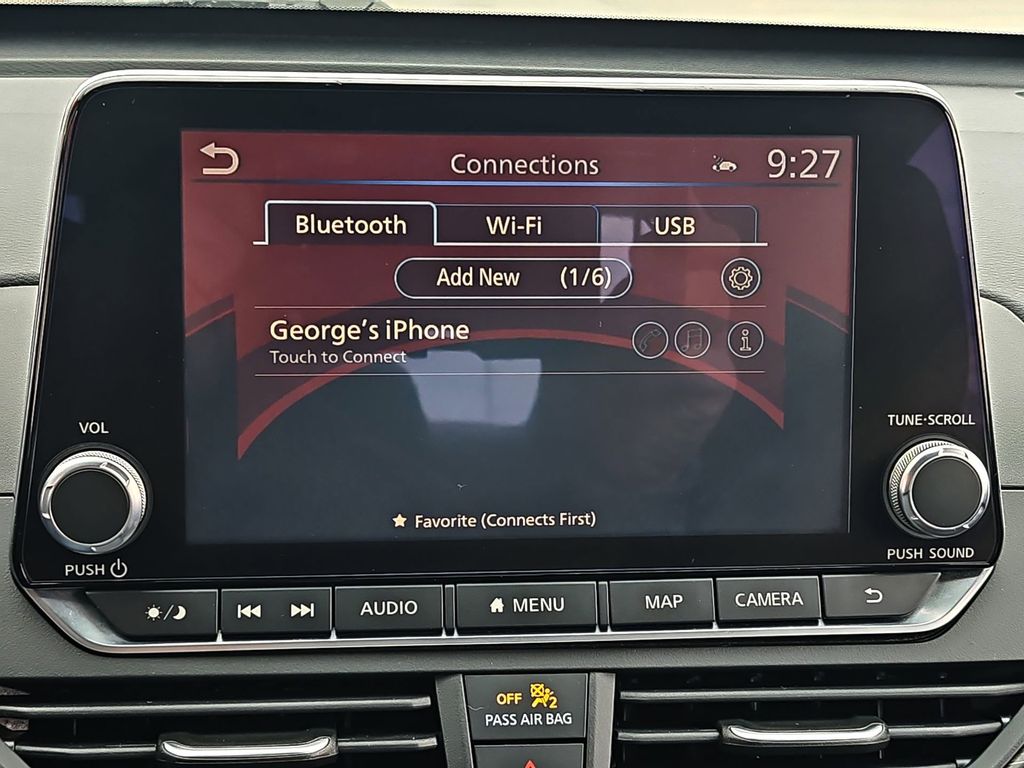 Connections
9:27
Bluetooth
Wi-Fi
USB
Add New (1/6)
George's iPhone
Touch to Connect
★ Favorite (Connects First)
VOL
PUSH
TUNE·SCROLL
PUSH SOUND
AUDIO
MENU
MAP
CAMERA
OFF
2
PASS AIR BAG